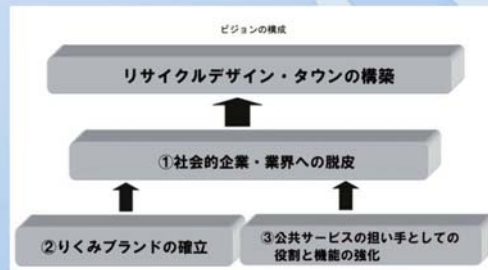 ビジョンの構成
リサイクルデザイン・タウンの構築
①社会的企業・業界への脱皮
②りくみブランドの確立
③公共サービスの担い手としての
役割と機能の強化